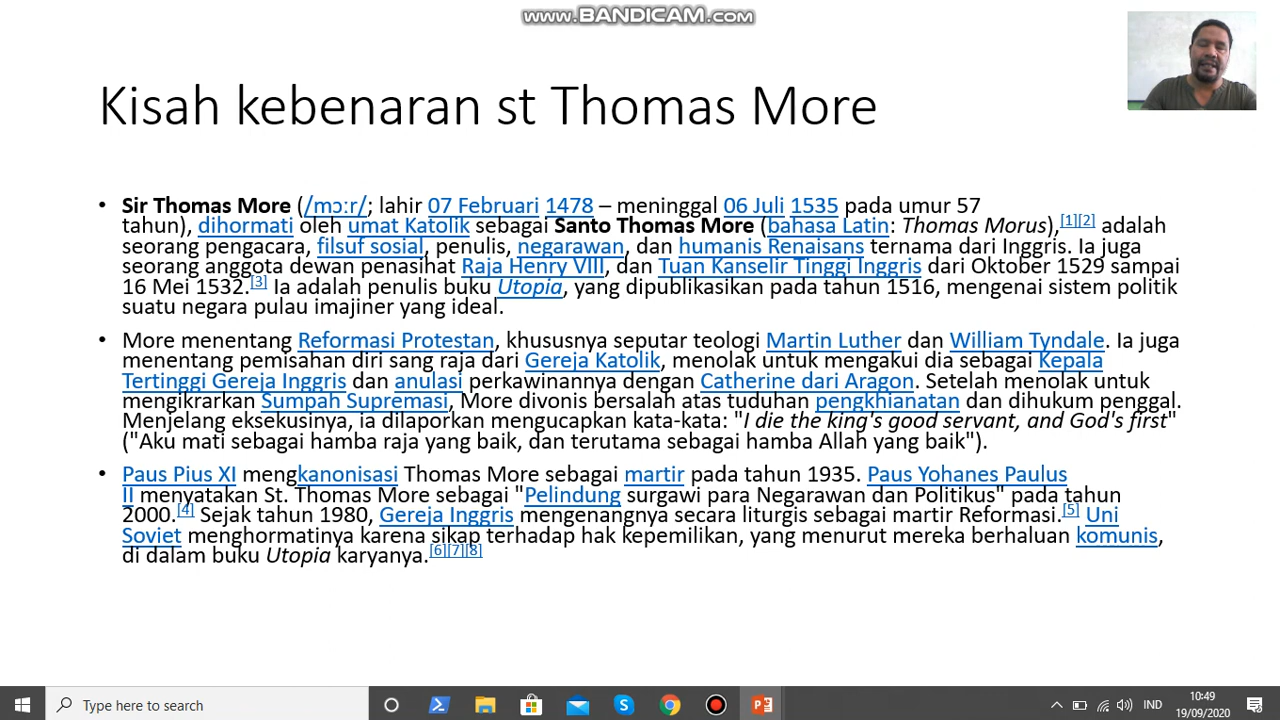 www.BANDICAM.com
Kisah kebenaran st Thomas More
• Sir Thomas More (/mɔːr/; lahir 07 Februari 1478 – meninggal 06 Juli 1535 pada umur 57
tahun), dihormati oleh umat Katolik sebagai Santo Thomas More (bahasa Latin: Thomas Morus),[1][2] adalah
seorang pengacara, filsuf sosial, penulis, negarawan, dan humanis Renaisans ternama dari Inggris. Ia juga
seorang anggota dewan penasihat Raja Henry VIII, dan Tuan Kanselir Tinggi Inggris dari Oktober 1529 sampai
16 Mei 1532.[3] Ia adalah penulis buku Utopia, yang dipublikasikan pada tahun 1516, mengenai sistem politik
suatu negara pulau imajiner yang ideal.
• More menentang Reformasi Protestan, khususnya seputar teologi Martin Luther dan William Tyndale. Ia juga
menentang pemisahan diri sang raja dari Gereja Katolik, menolak untuk mengakui dia sebagai Kepala
Tertinggi Gereja Inggris dan anulasi perkawinannya dengan Catherine dari Aragon. Setelah menolak untuk
mengikrarkan Sumpah Supremasi, More divonis bersalah atas tuduhan pengkhianatan dan dihukum penggal.
Menjelang eksekusinya, ia dilaporkan mengucapkan kata-kata: "I die the king's good servant, and God's first"
("Aku mati sebagai hamba raja yang baik, dan terutama sebagai hamba Allah yang baik").
• Paus Pius XI mengkanonisasi Thomas More sebagai martir pada tahun 1935. Paus Yohanes Paulus
II menyatakan St. Thomas More sebagai "Pelindung surgawi para Negarawan dan Politikus" pada tahun
2000.[4] Sejak tahun 1980, Gereja Inggris mengenangnya secara liturgis sebagai martir Reformasi.[5] Uni
Soviet menghormatinya karena sikap terhadap hak kepemilikan, yang menurut mereka berhaluan komunis,
di dalam buku Utopia karyanya.[6][7][8]
Type here to search
IND
10:49
19/09/2020